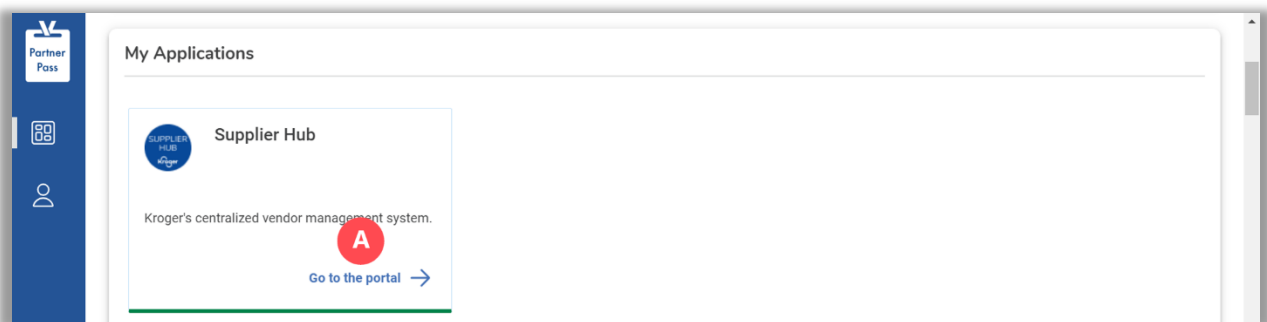 Partner
Pass
My Applications
SUPPLIER
HUB
Kroger
Supplier Hub
Kroger's centralized vendor management system.
A
Go to the portal